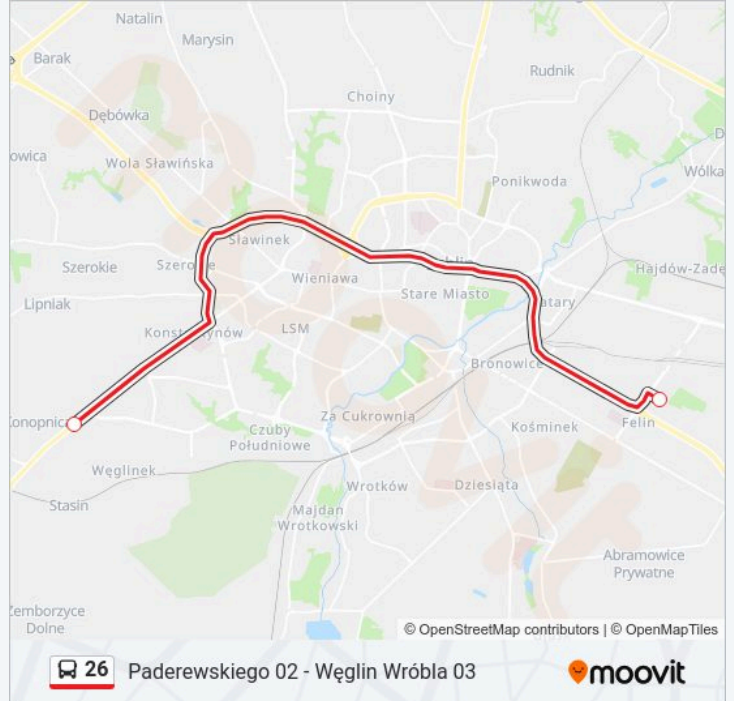 Natalin
Marysin
Barak
Rudnik
Choiny
Dębówka
owica
Wola Sławińska
Wólka
Ponikwoda
Sławinek
Szerokie
Szerokie
Hajdów-Zadę
Wieniawa
Stare Miasto
Lipniak
atary
Konstantynów
LSM
Bronowice
Konopnica
Za Cukrownią
Felin
Kośminek
Czuby
Południowe
Węglinek
Stasin
Wrotków
Dziesiąta
Majdan
Wrotkowski
Abramowice
Prywatne
Zemborzyce
Dolne
© OpenStreetMap contributors | © OpenMapTiles
26 Paderewskiego 02 - Węglin Wróbla 03
moovit